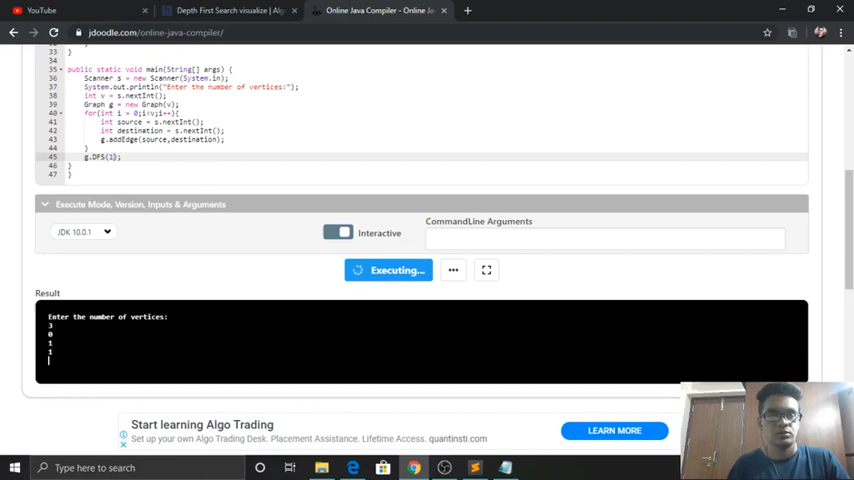 YouTube
Depth First Search visualize | Algo
Online Java Compiler - Online Ja
jdoodle.com/online-java-compiler/
32
33 }
34
35 public static void main(String[] args) {
36 Scanner s = new Scanner(System.in);
37 System.out.println("Enter the number of vertices:");
38 int v = s.nextInt();
39 Graph g = new Graph(v);
40 for(int i = 0;i<v;i++){
41 int source = s.nextInt();
42 int destination = s.nextInt();
43 g.addEdge(source,destination);
44 }
45 g.DFS(1);
46 }
47 }
Execute Mode, Version, Inputs & Arguments
JDK 10.0.1
Interactive
CommandLine Arguments
Executing...
Result
Enter the number of vertices:
3
0
1
1
Start learning Algo Trading
Set up your own Algo Trading Desk. Placement Assistance. Lifetime Access. quantinsti.com
LEARN MORE
Type here to search